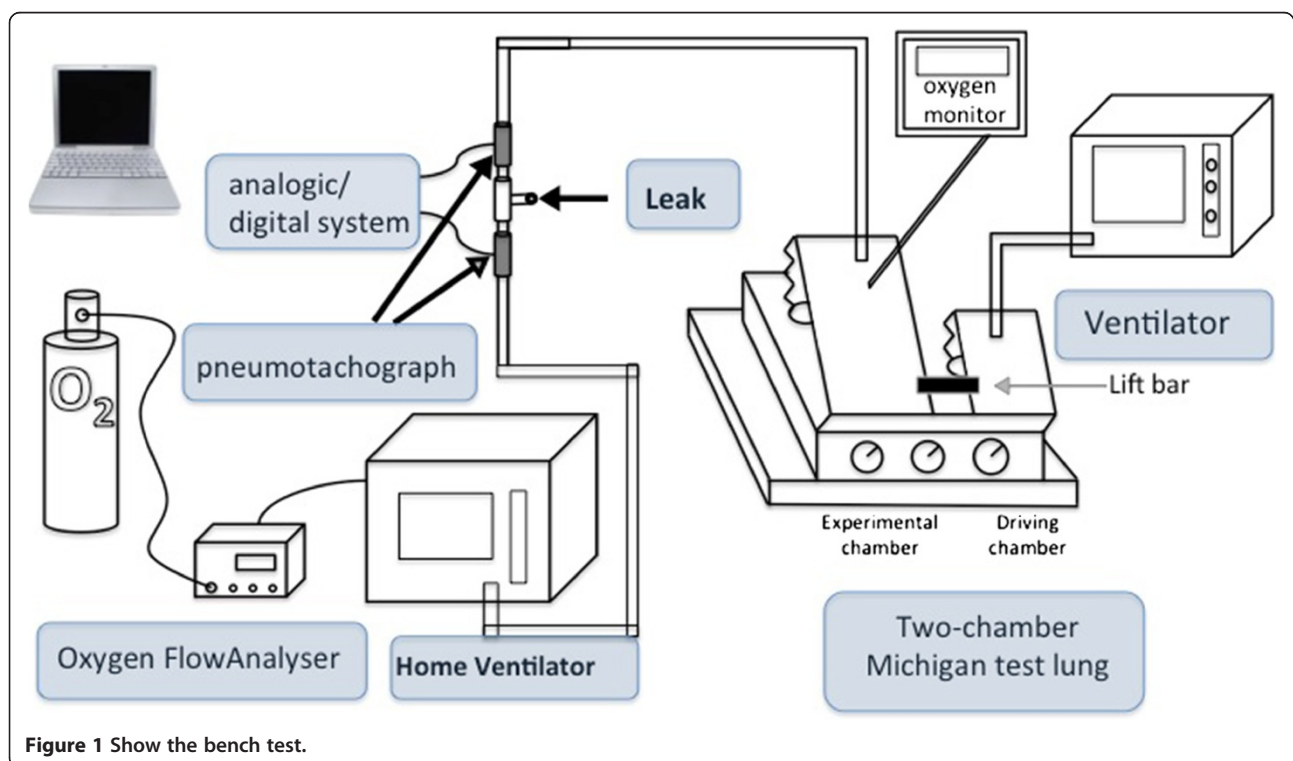 oxygen
monitor
analogic/
digital system
Leak
pneumotachograph
O2
Ventilator
Lift bar
Experimental
chamber
Driving
chamber
Oxygen FlowAnalyser
Home Ventilator
Two-chamber
Michigan test lung
Figure 1 Show the bench test.